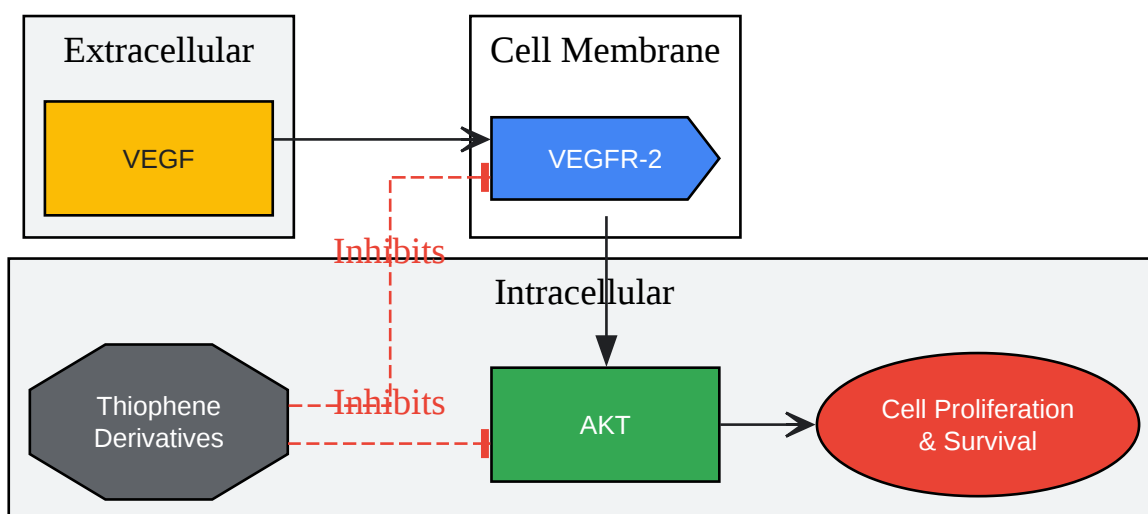 Extracellular
Cell Membrane
VEGF
VEGFR-2
Inhibits
Intracellular
Thiophene
Derivatives
Inhibits
AKT
Cell Proliferation
& Survival